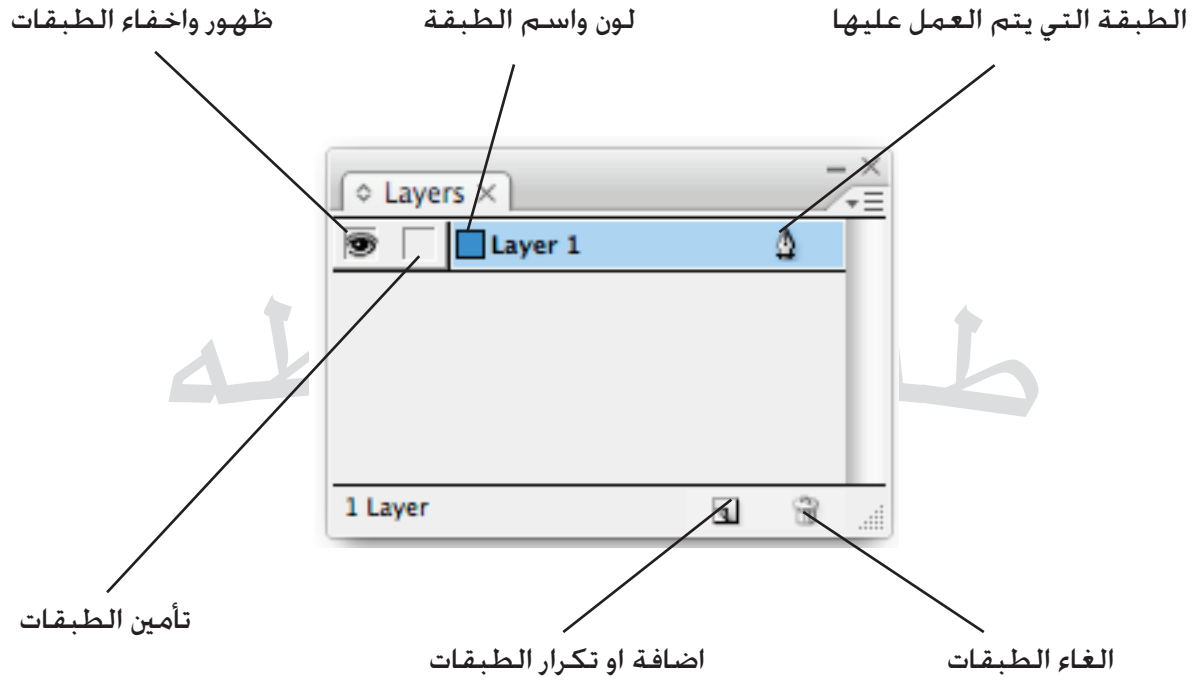 الطبقة التي يتم العمل عليها
لون واسم الطبقة
ظهور واخفاء الطبقات
Layers
Layer 1
1 Layer
تأمين الطبقات
اضافة او تكرار الطبقات
الغاء الطبقات